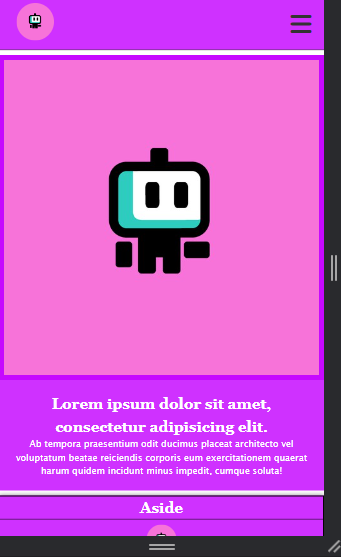 Lorem ipsum dolor sit amet,
consectetur adipisicing elit.
Ab tempora praesentium odit ducimus placeat architecto vel
voluptatum beatae reiciendis corporis eum exercitationem quaerat
harum quidem incidunt minus impedit, cumque soluta!
Aside